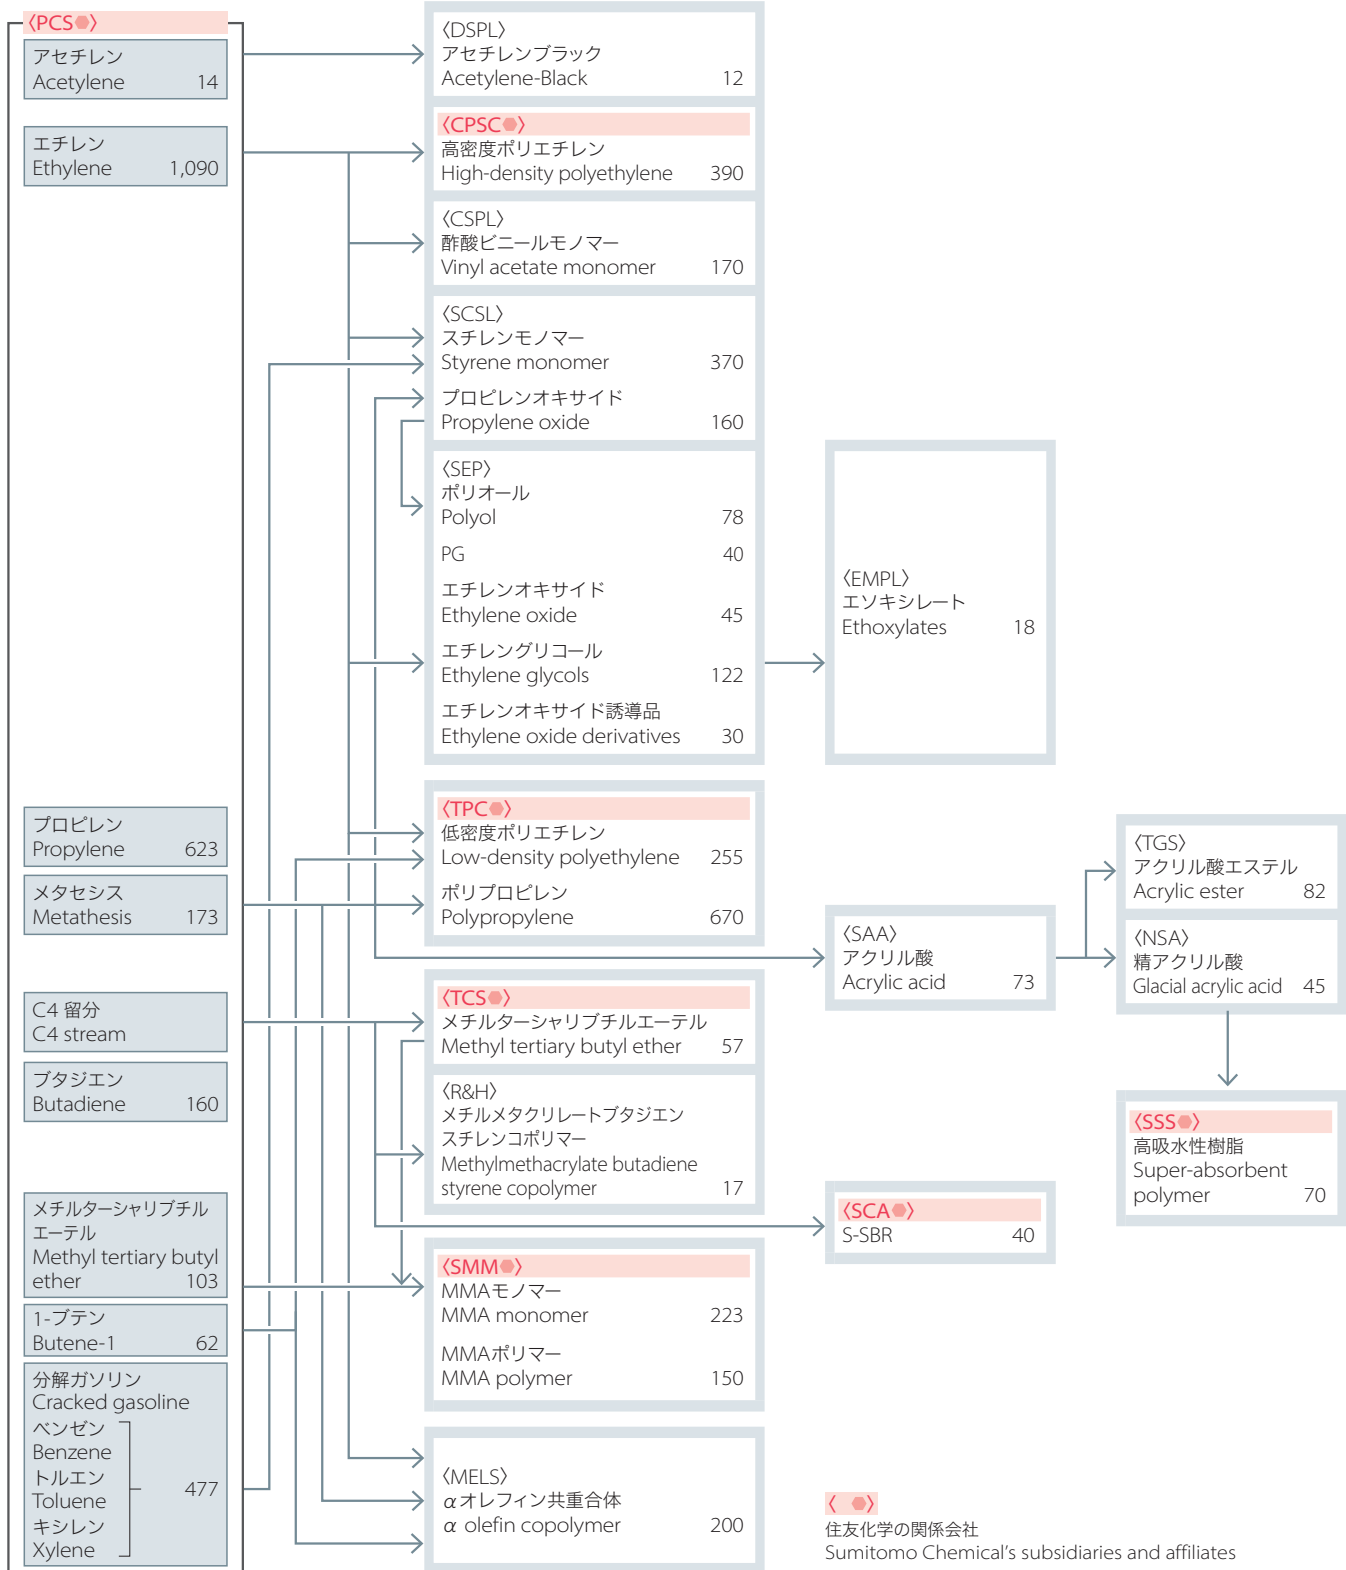 〈PCS⬣〉
アセチレン
Acetylene 14
エチレン
Ethylene 1,090
プロピレン
Propylene 623
メタセシス
Metathesis 173
C4 留分
C4 stream
ブタジエン
Butadiene 160
メチルターシャリブチル
エーテル
Methyl tertiary butyl
ether 103
1-ブテン
Butene-1 62
分解ガソリン
Cracked gasoline
ベンゼン
Benzene
トルエン
Toluene
キシレン
Xylene
477
〈DSPL〉
アセチレンブラック
Acetylene-Black 12
〈CPSC⬣〉
高密度ポリエチレン
High-density polyethylene 390
〈CSPL〉
酢酸ビニールモノマー
Vinyl acetate monomer 170
〈SCSL〉
スチレンモノマー
Styrene monomer 370
プロピレンオキサイド
Propylene oxide 160
〈SEP〉
ポリオール
Polyol 78
PG 40
エチレンオキサイド
Ethylene oxide 45
エチレングリコール
Ethylene glycols 122
エチレンオキサイド誘導品
Ethylene oxide derivatives 30
〈EMPL〉
エソキシレート
Ethoxylates 18
〈TPC⬣〉
低密度ポリエチレン
Low-density polyethylene 255
ポリプロピレン
Polypropylene 670
〈SAA〉
アクリル酸
Acrylic acid 73
〈TGS〉
アクリル酸エステル
Acrylic ester 82
〈NSA〉
精アクリル酸
Glacial acrylic acid 45
〈SSS⬣〉
高吸水性樹脂
Super-absorbent
polymer 70
〈TCS⬣〉
メチルターシャリブチルエーテル
Methyl tertiary butyl ether 57
〈R&H〉
メチルメタクリレートブタジエン
スチレンコポリマー
Methylmethacrylate butadiene
styrene copolymer 17
〈SCA⬣〉
S-SBR 40
〈SMM⬣〉
MMAモノマー
MMA monomer 223
MMAポリマー
MMA polymer 150
〈MELS〉
αオレフィン共重合体
α olefin copolymer 200
〈 ⬣〉
住友化学の関係会社
Sumitomo Chemical's subsidiaries and affiliates